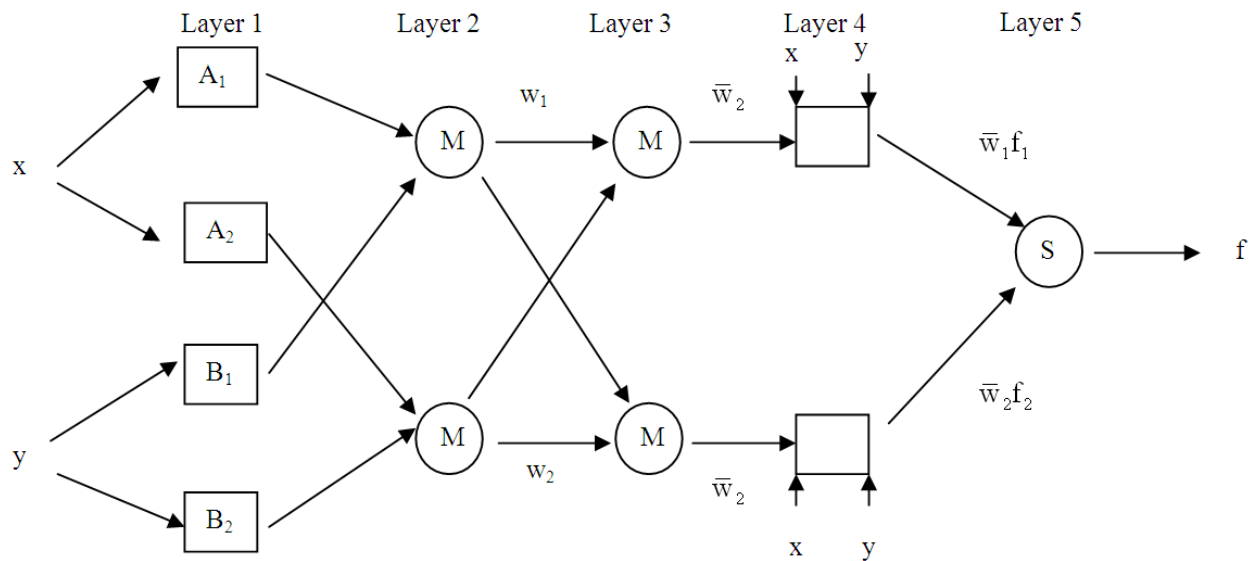 Layer 1 Layer 2 Layer 3 Layer 4 Layer 5
x y
A₁ w₁ w̅₂
M M w̅₁f₁
x
A₂ S f
B₁ w̅₂f₂
y M M
w₂ w̅₂
B₂
x y